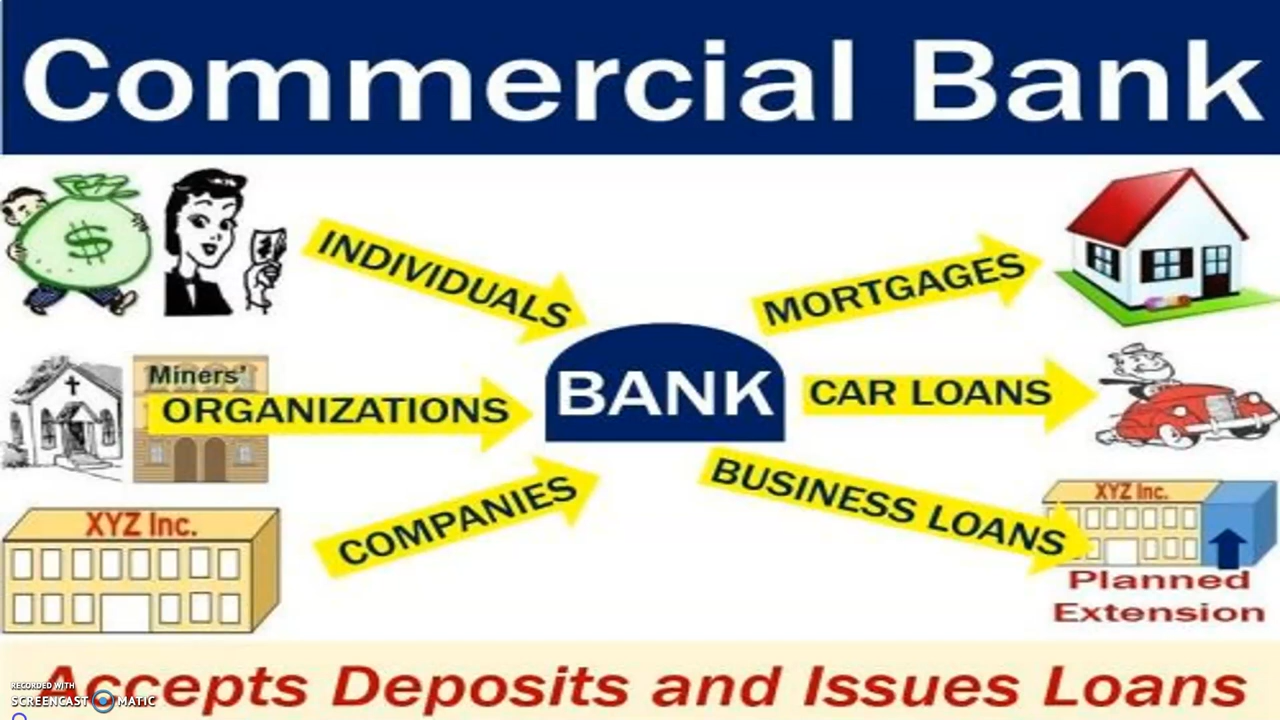 Commercial Bank
INDIVIDUALS
MORTGAGES
Miners'
ORGANIZATIONS
BANK
CAR LOANS
COMPANIES
BUSINESS LOANS
XYZ Inc.
XYZ Inc.
Planned
Extension
Accepts Deposits and Issues Loans
RECORDED WITH
SCREENCAST MATIC